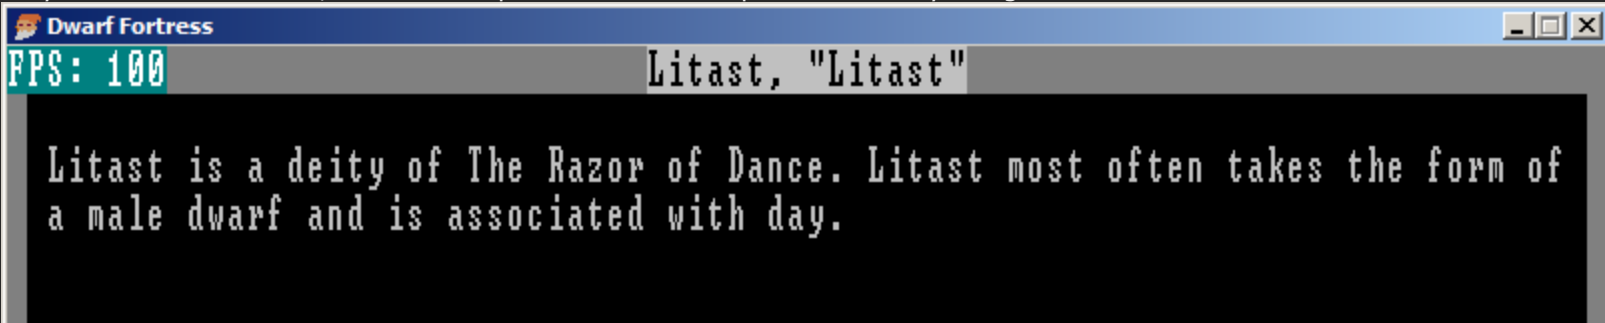 Dwarf Fortress
FPS: 100
Litast, "Litast"
Litast is a deity of The Razor of Dance. Litast most often takes the form of
a male dwarf and is associated with day.